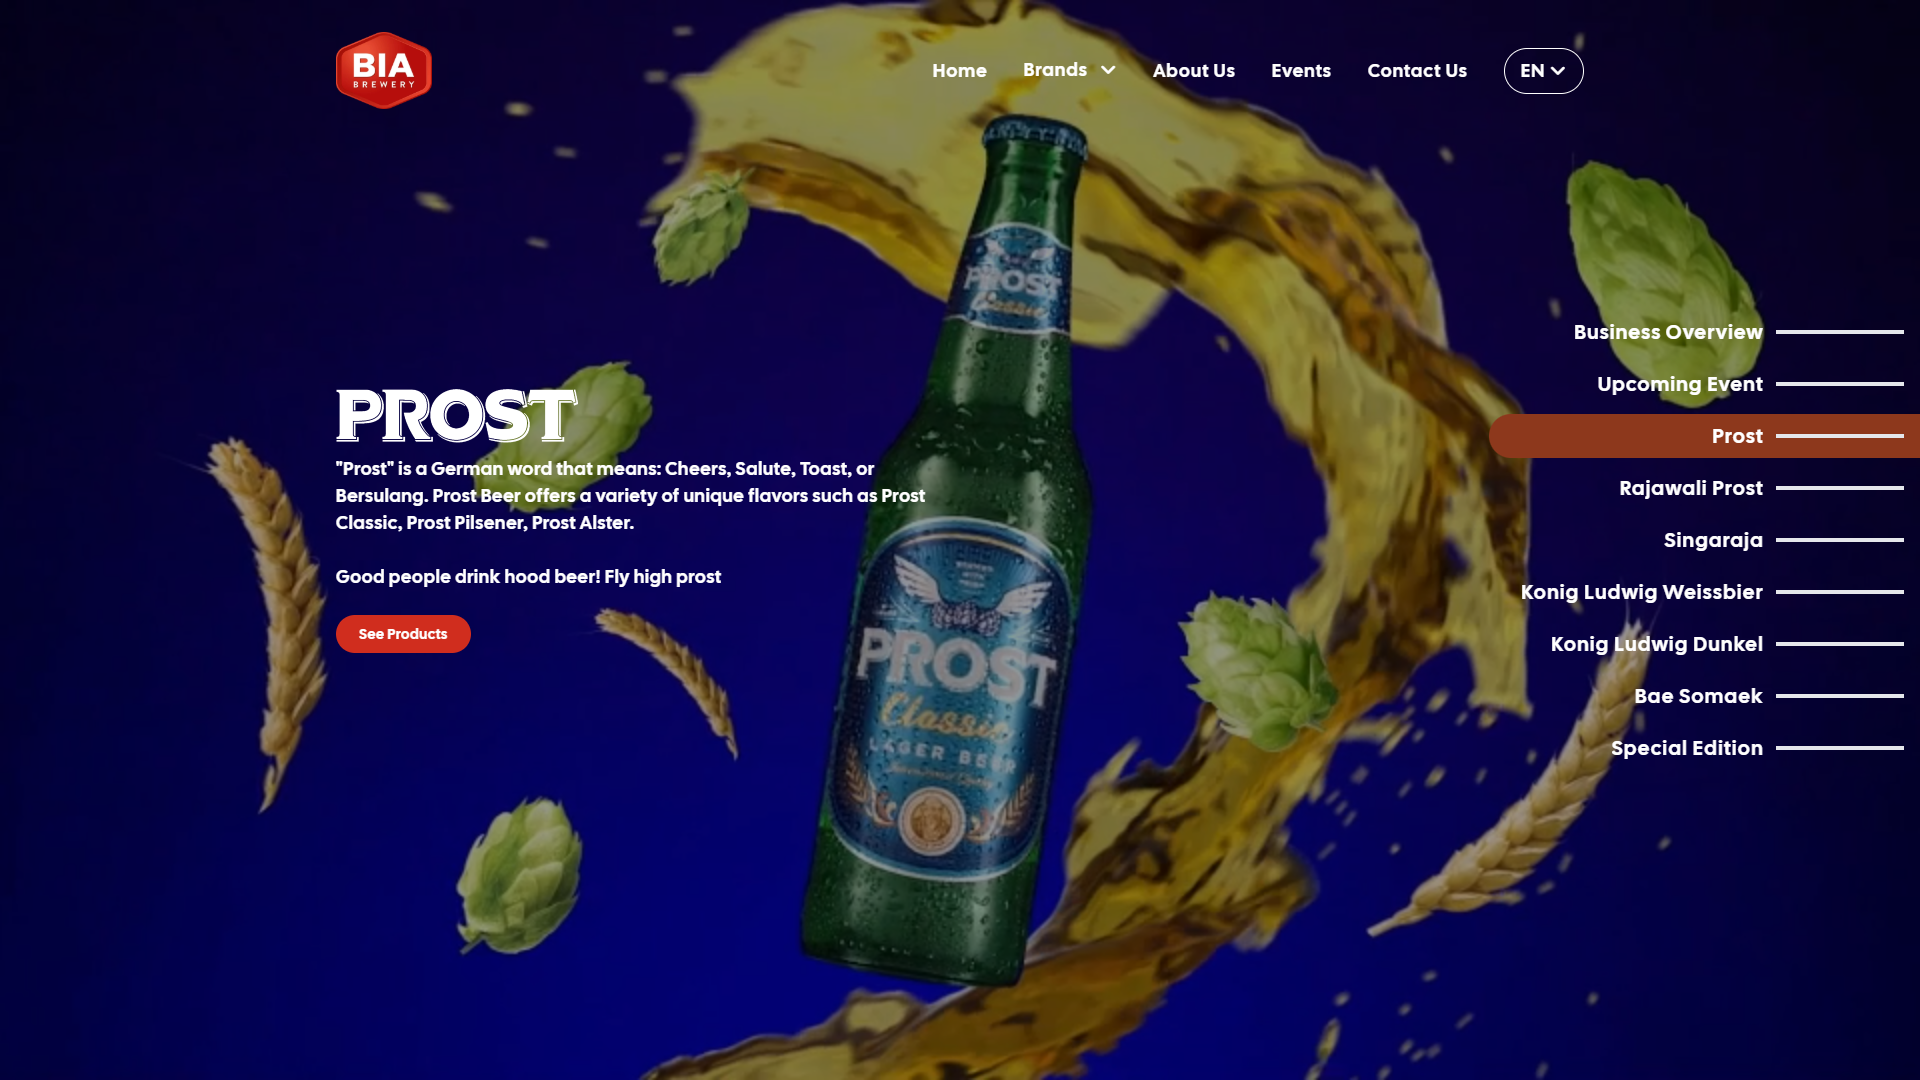 BIA
BREWERY
Home
Brands
About Us
Events
Contact Us
EN
PROST
Classic
Business Overview
Upcoming Event
Prost
Rajawali Prost
Singaraja
Konig Ludwig Weissbier
Konig Ludwig Dunkel
Bae Somaek
Special Edition
PROST
"Prost" is a German word that means: Cheers, Salute, Toast, or
Bersulang. Prost Beer offers a variety of unique flavors such as Prost
Classic, Prost Pilsener, Prost Alster.
Good people drink hood beer! Fly high prost
See Products
PROST
Classic
LAGER BEER